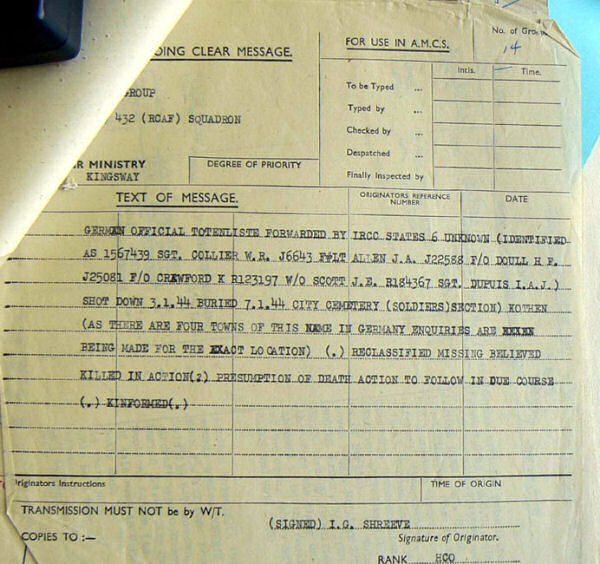 DING CLEAR MESSAGE.
FOR USE IN A.M.C.S.
No. of Gro
14
Intls.
Time.
To be Typed ...
Typed by ...
Checked by ...
Despatched ...
Finally Inspected by
GROUP
432 (RCAF) SQUADRON
R MINISTRY
KINGSWAY
DEGREE OF PRIORITY
TEXT OF MESSAGE.
ORIGINATORS REFERENCE
NUMBER
DATE
GERMAN OFFICIAL TOTENLISTE FORWARDED BY IRCC STATES 6 UNKNOWN (IDENTIFIED
AS 1567439 SGT. COLLIER W.R. J6643 F/LT ALLEN J.A. J22588 F/O DOULL H F.
J25081 F/O CRAWFORD K R123197 W/O SCOTT J.E. R184367 SGT. DUPUIS I.A.J.)
SHOT DOWN 3.1.44 BURIED 7.1.44 CITY CEMETERY (SOLDIERS)SECTION) KOTHEN
(AS THERE ARE FOUR TOWNS OF THIS NAME IN GERMANY ENQUIRIES ARE
BEING MADE FOR THE EXACT LOCATION) (.) RECLASSIFIED MISSING BELIEVED
KILLED IN ACTION(.) PRESUMPTION OF DEATH ACTION TO FOLLOW IN DUE COURSE
(.) KINFORMED(.)
riginators Instructions
TIME OF ORIGIN
TRANSMISSION MUST NOT be by W/T.
(SIGNED) I.G. SHREEVE
COPIES TO :—
Signature of Originator.
RANK HCO